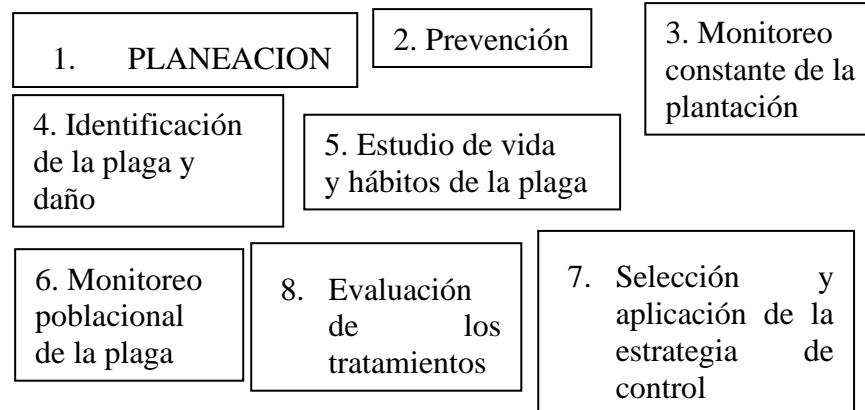 1. PLANEACION
2. Prevención
3. Monitoreo
constante de la
plantación
4. Identificación
de la plaga y
daño
5. Estudio de vida
y hábitos de la plaga
6. Monitoreo
poblacional
de la plaga
8. Evaluación
de los
tratamientos
7. Selección y
aplicación de la
estrategia de
control